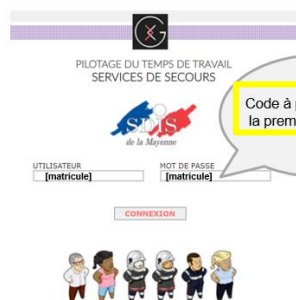 PILOTAGE DU TEMPS DE TRAVAIL
SERVICES DE SECOURS
SDIS
de la Mayenne
Code à
la prem
UTILISATEUR
MOT DE PASSE
[matricule]
[matricule]
CONNEXION